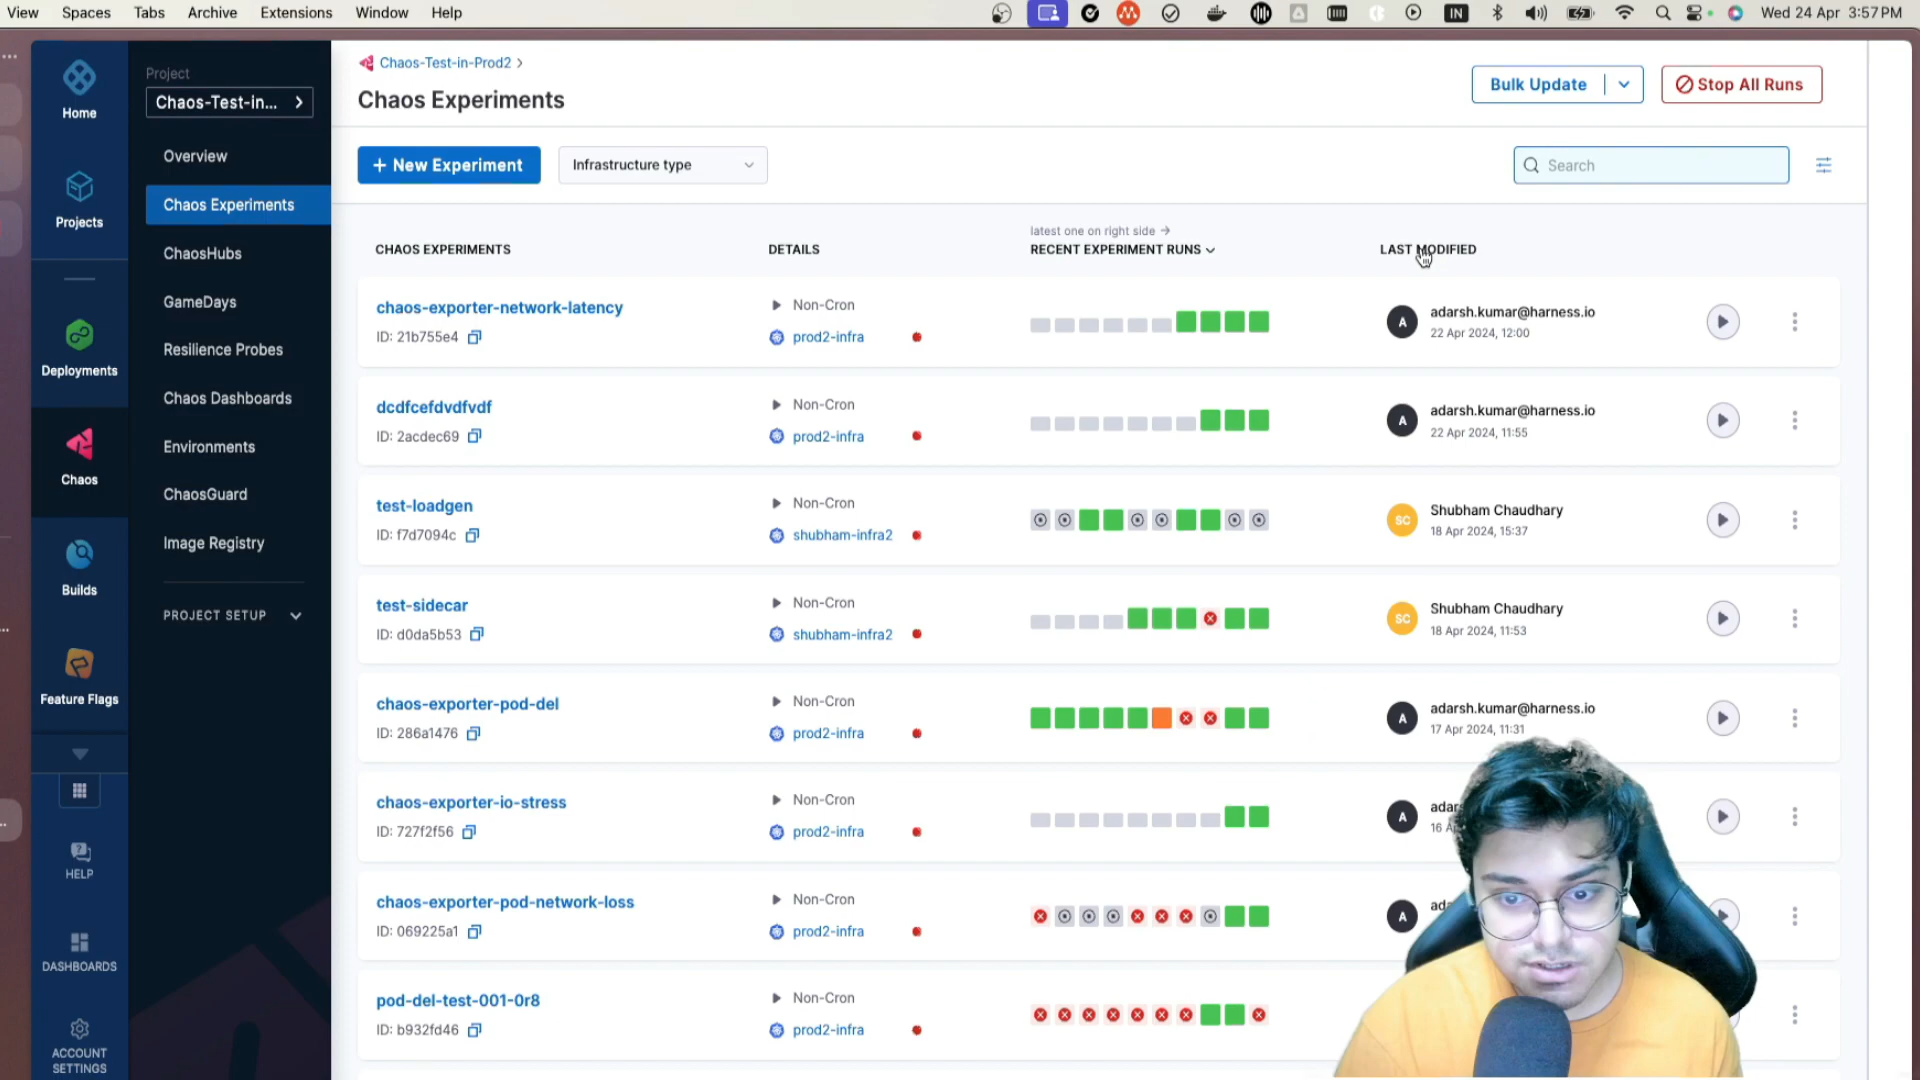 View Spaces Tabs Archive Extensions Window Help
IN
Wed 24 Apr 3:57 PM
Home
Projects
Deployments
Chaos
Builds
Feature Flags
HELP
DASHBOARDS
ACCOUNT
SETTINGS
Project
Chaos-Test-in...
Overview
Chaos Experiments
ChaosHubs
GameDays
Resilience Probes
Chaos Dashboards
Environments
ChaosGuard
Image Registry
PROJECT SETUP
Chaos-Test-in-Prod2
Chaos Experiments
Bulk Update
Stop All Runs
+ New Experiment
Infrastructure type
Search
latest one on right side →
CHAOS EXPERIMENTS DETAILS RECENT EXPERIMENT RUNS LAST MODIFIED
chaos-exporter-network-latency
ID: 21b755e4
Non-Cron
prod2-infra
A
adarsh.kumar@harness.io
22 Apr 2024, 12:00
dcdfcefdvdfvdf
ID: 2acdec69
Non-Cron
prod2-infra
A
adarsh.kumar@harness.io
22 Apr 2024, 11:55
test-loadgen
ID: f7d7094c
Non-Cron
shubham-infra2
SC
Shubham Chaudhary
18 Apr 2024, 15:37
test-sidecar
ID: d0da5b53
Non-Cron
shubham-infra2
SC
Shubham Chaudhary
18 Apr 2024, 11:53
chaos-exporter-pod-del
ID: 286a1476
Non-Cron
prod2-infra
A
adarsh.kumar@harness.io
17 Apr 2024, 11:31
chaos-exporter-io-stress
ID: 727f2f56
Non-Cron
prod2-infra
A
16
chaos-exporter-pod-network-loss
ID: 069225a1
Non-Cron
prod2-infra
A
pod-del-test-001-0r8
ID: b932fd46
Non-Cron
prod2-infra